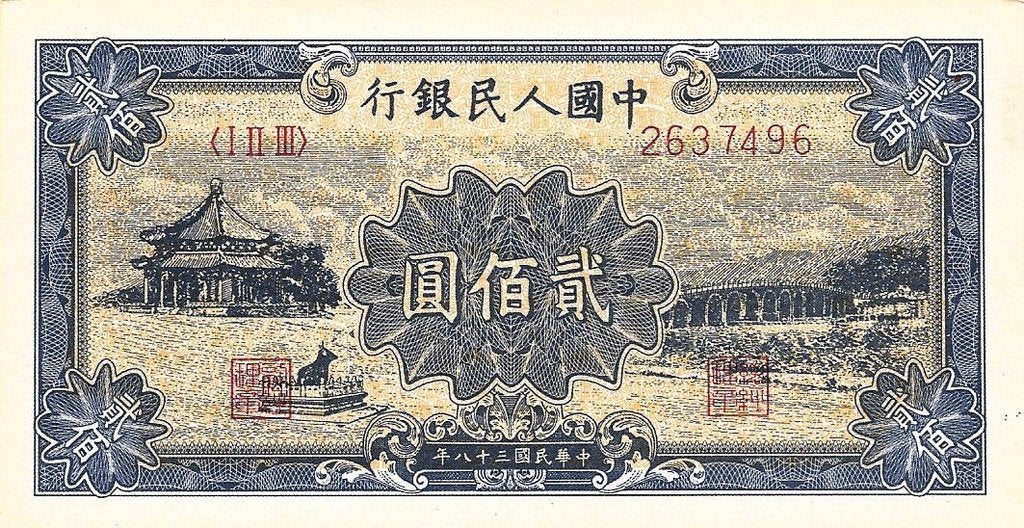 中國人民銀行
〈I II III〉
2637496
貳佰
貳佰
貳佰圓
貳佰
貳佰
中華民國三十八年